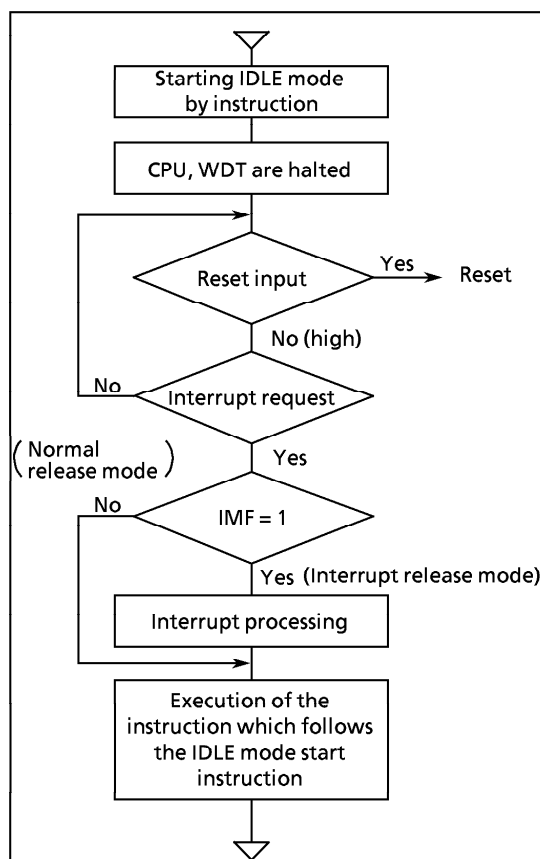 Starting IDLE mode
by instruction
CPU, WDT are halted
Reset input
Yes
Reset
No (high)
No
Interrupt request
(Normal
release mode)
Yes
No
IMF = 1
Yes (Interrupt release mode)
Interrupt processing
Execution of the
instruction which follows
the IDLE mode start
instruction